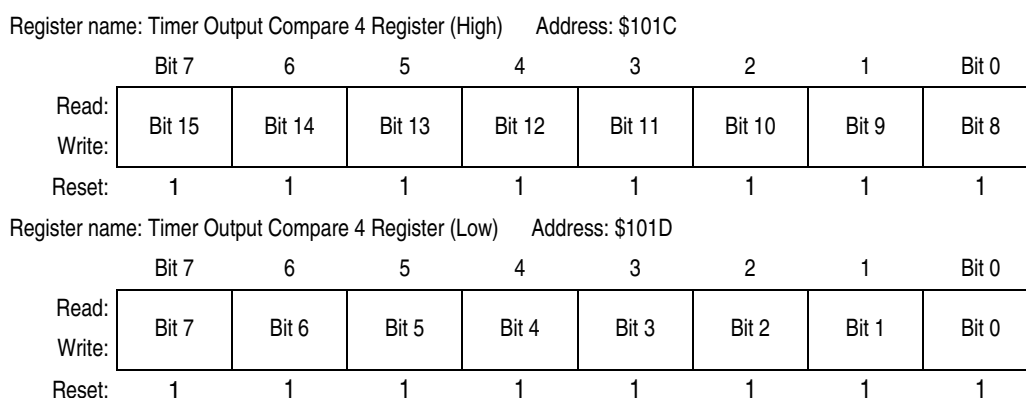 Register name: Timer Output Compare 4 Register (High) Address: $101C
Bit 7 6 5 4 3 2 1 Bit 0
Read:
Bit 15 Bit 14 Bit 13 Bit 12 Bit 11 Bit 10 Bit 9 Bit 8
Write:
Reset: 1 1 1 1 1 1 1 1
Register name: Timer Output Compare 4 Register (Low) Address: $101D
Bit 7 6 5 4 3 2 1 Bit 0
Read:
Bit 7 Bit 6 Bit 5 Bit 4 Bit 3 Bit 2 Bit 1 Bit 0
Write:
Reset: 1 1 1 1 1 1 1 1